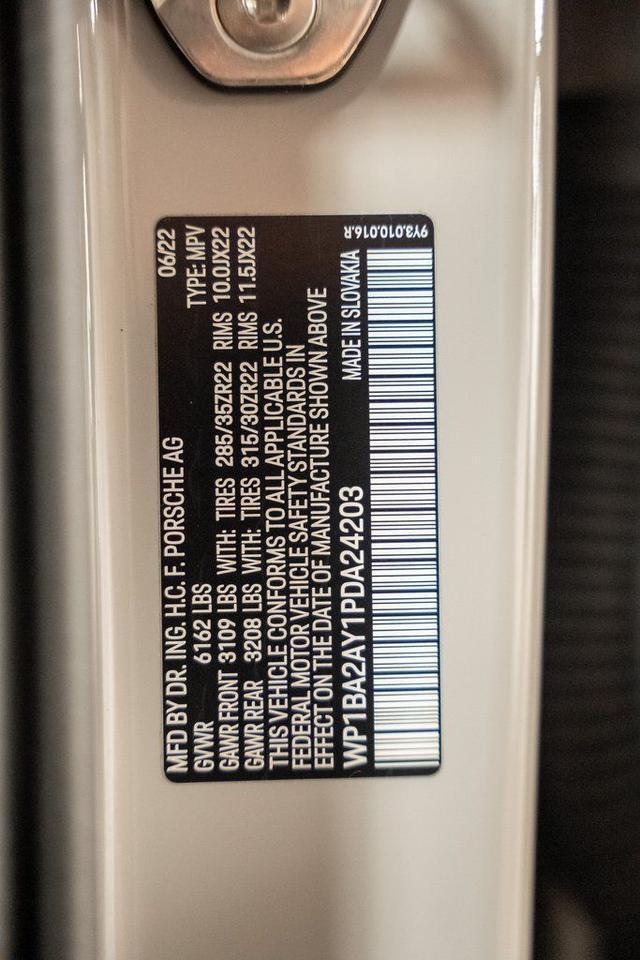 MFD BY DR. ING. H.C. F. PORSCHE AG 06/22
GVWR 6162 LBS TYPE: MPV
GAWR FRONT 3109 LBS WITH: TIRES 285/35ZR22 RIMS 10.0JX22
GAWR REAR 3208 LBS WITH: TIRES 315/30ZR22 RIMS 11.5JX22
THIS VEHICLE CONFORMS TO ALL APPLICABLE U.S.
FEDERAL MOTOR VEHICLE SAFETY STANDARDS IN
EFFECT ON THE DATE OF MANUFACTURE SHOWN ABOVE
WP1BA2AY1PDA24203 MADE IN SLOVAKIA
9Y3.010.016.R